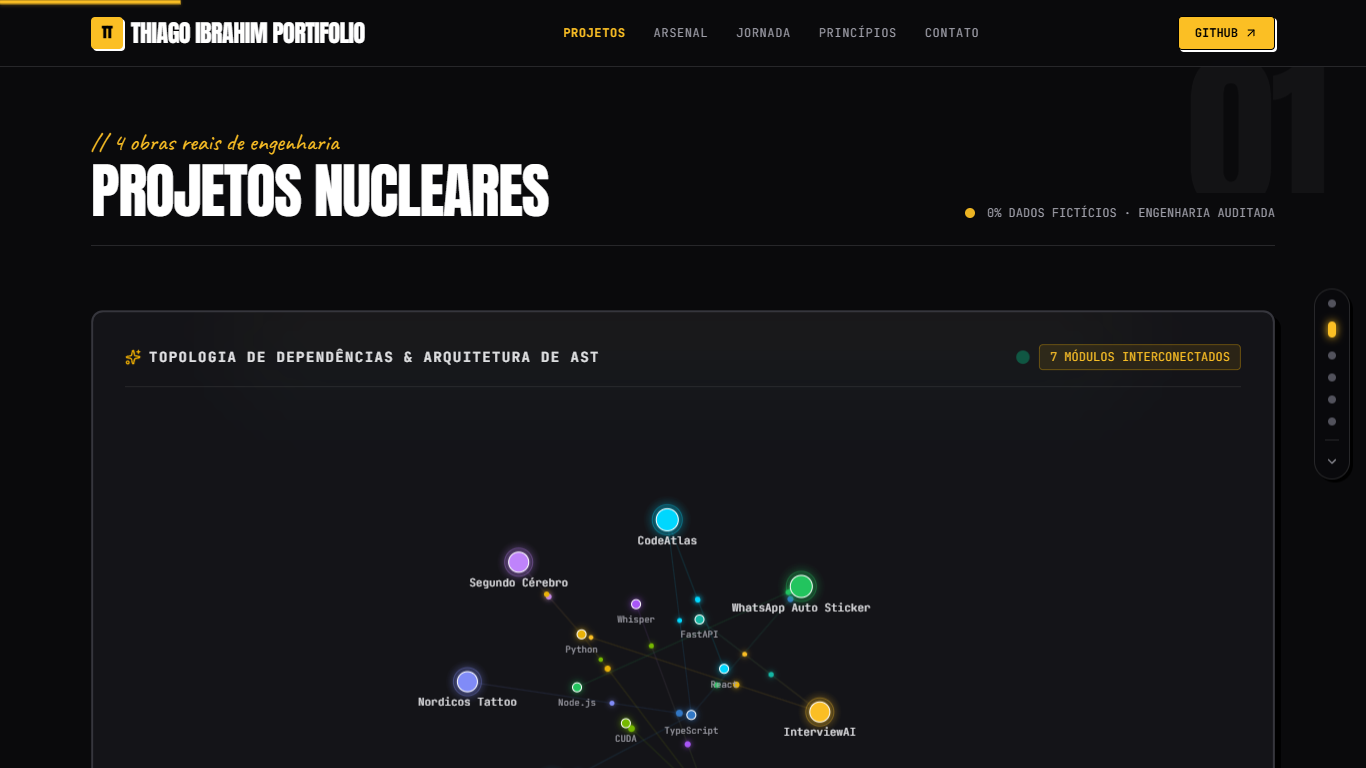 π THIAGO IBRAHIM PORTIFOLIO
PROJETOS
ARSENAL
JORNADA
PRINCÍPIOS
CONTATO
GITHUB
01
// 4 obras reais de engenharia
PROJETOS NUCLEARES
0% DADOS FICTÍCIOS · ENGENHARIA AUDITADA
TOPOLOGIA DE DEPENDÊNCIAS & ARQUITETURA DE AST
7 MÓDULOS INTERCONECTADOS
CodeAtlas
Segundo Cérebro
WhatsApp Auto Sticker
Whisper
FastAPI
Python
React
Nordicos Tattoo
Node.js
TypeScript
CUDA
InterviewAI